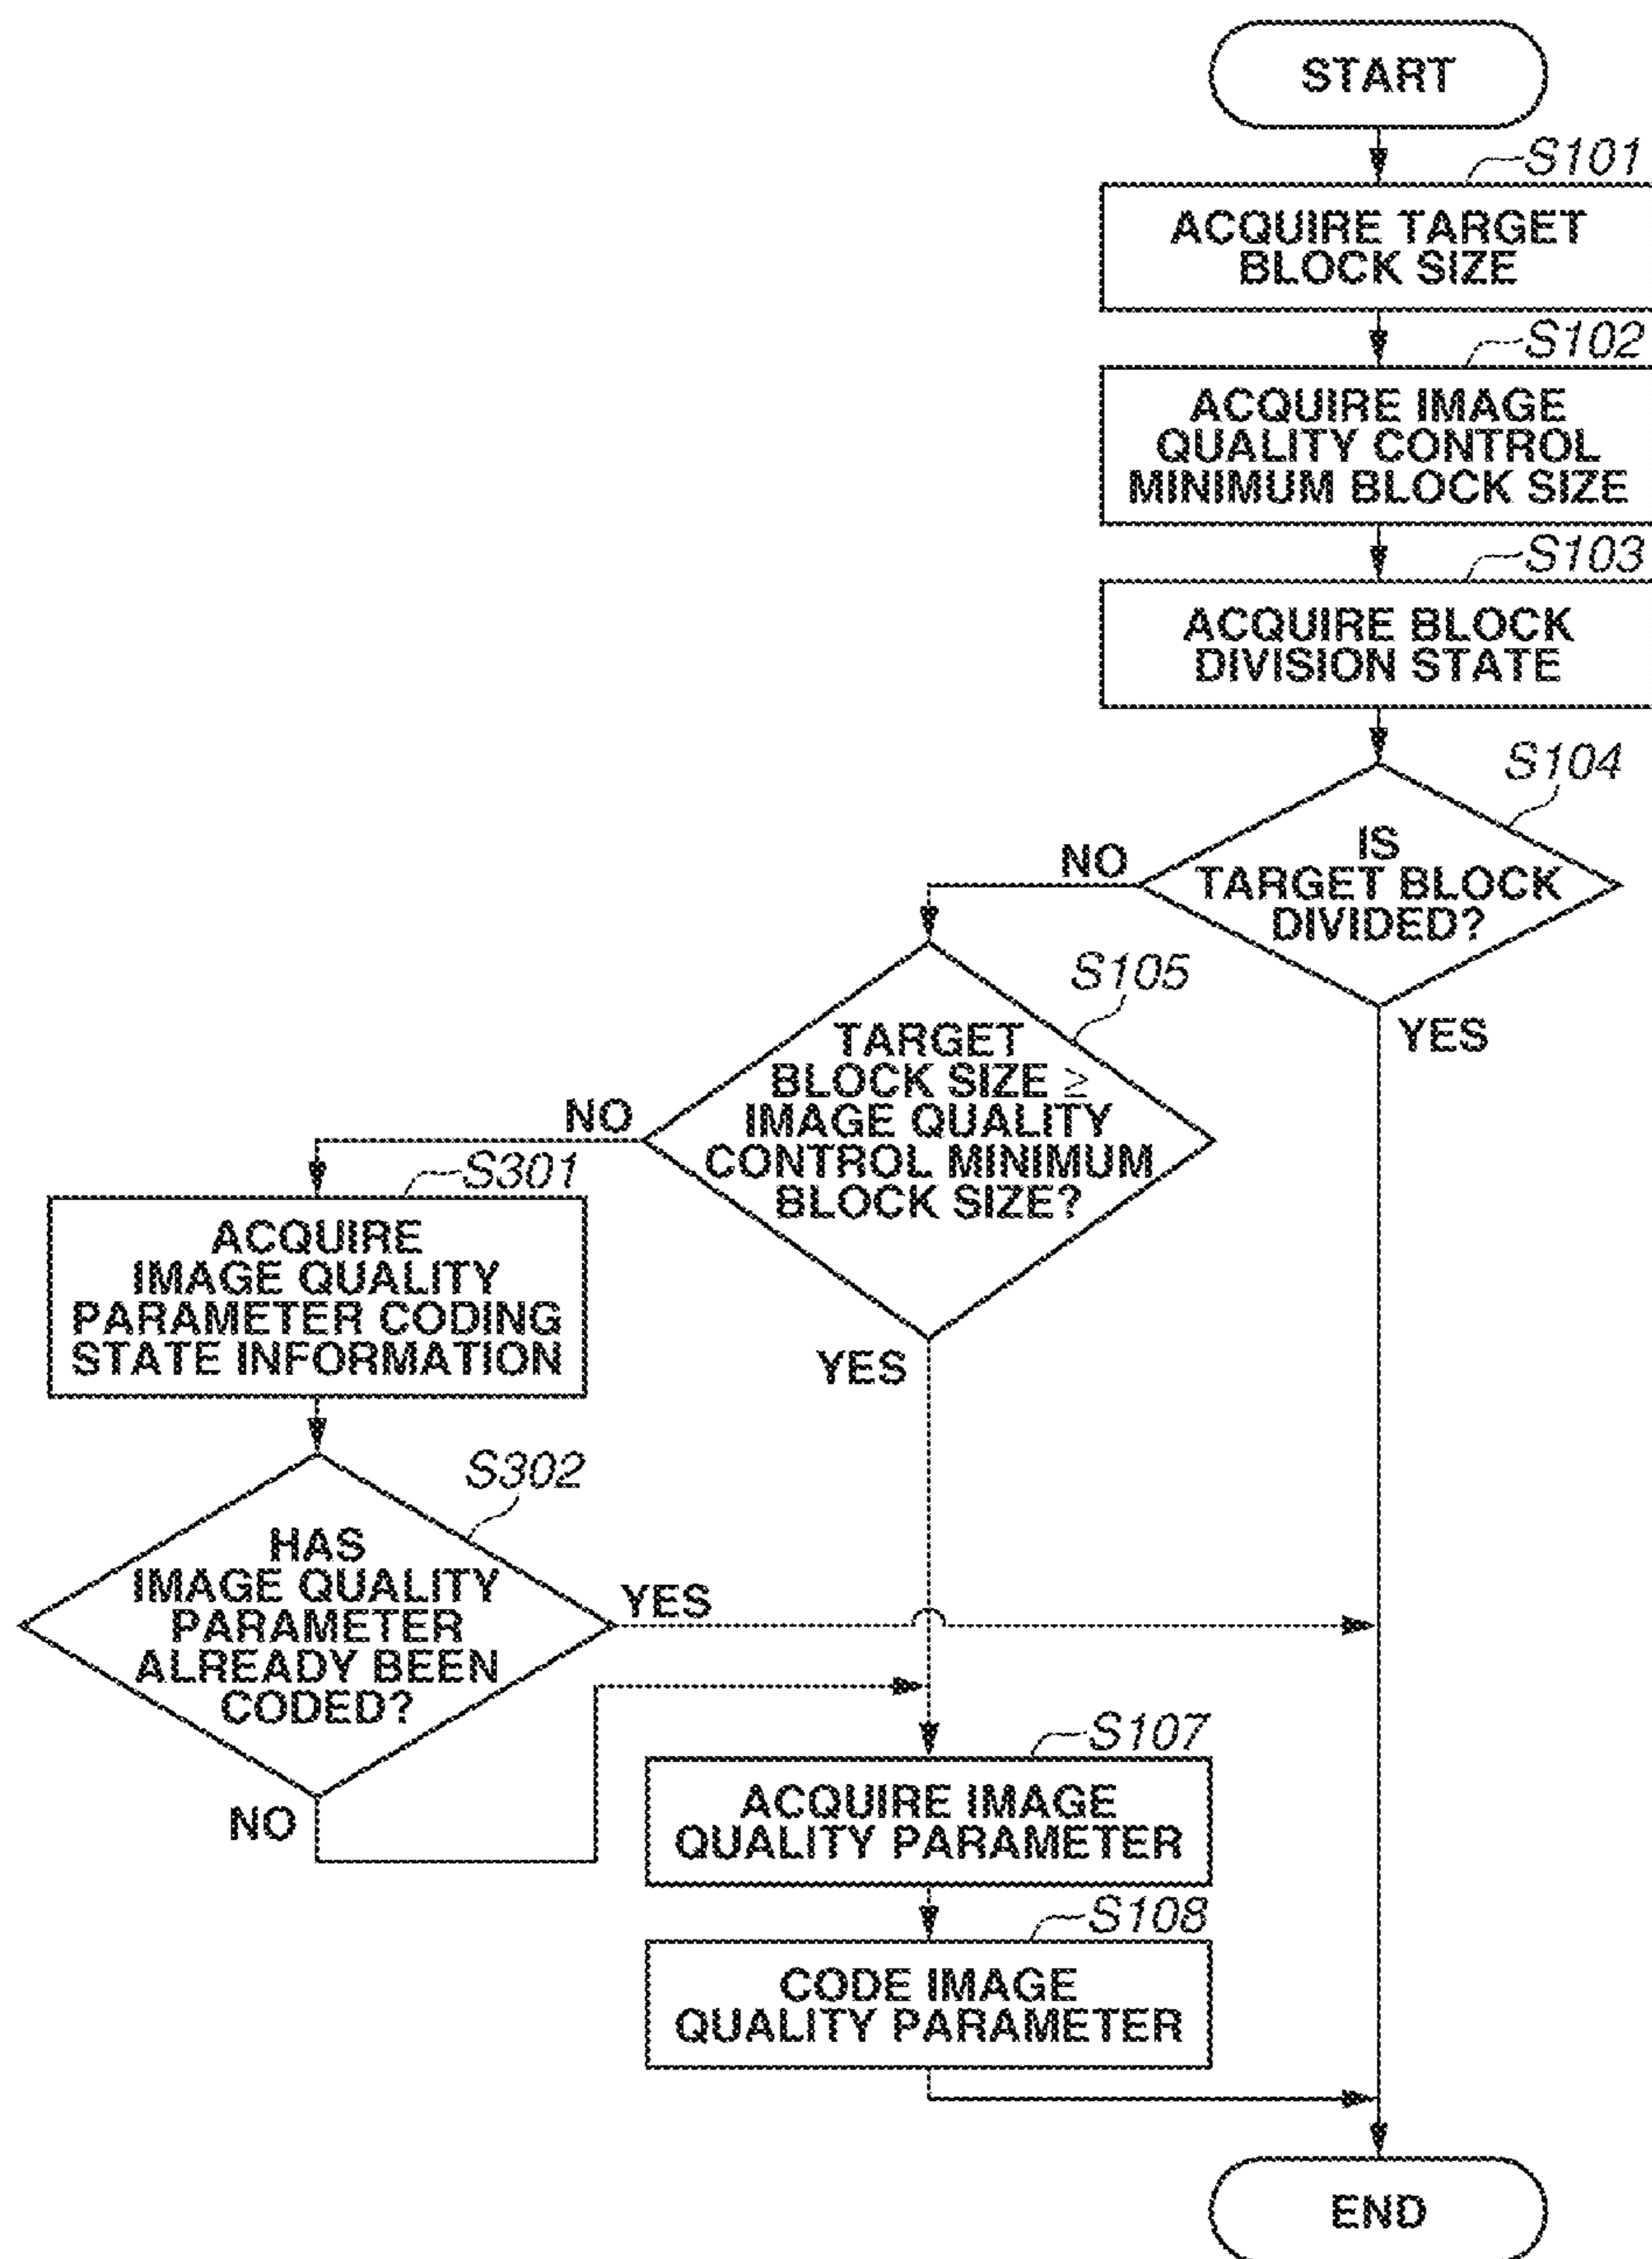 START
S101
ACQUIRE TARGET
BLOCK SIZE
S102
ACQUIRE IMAGE
QUALITY CONTROL
MINIMUM BLOCK SIZE
S103
ACQUIRE BLOCK
DIVISION STATE
S104
IS
TARGET BLOCK
DIVIDED?
NO
YES
S105
TARGET
BLOCK SIZE ≥
IMAGE QUALITY
CONTROL MINIMUM
BLOCK SIZE?
NO
YES
S301
ACQUIRE
IMAGE QUALITY
PARAMETER CODING
STATE INFORMATION
S302
HAS
IMAGE QUALITY
PARAMETER
ALREADY BEEN
CODED?
YES
NO
S107
ACQUIRE IMAGE
QUALITY PARAMETER
S108
CODE IMAGE
QUALITY PARAMETER
END